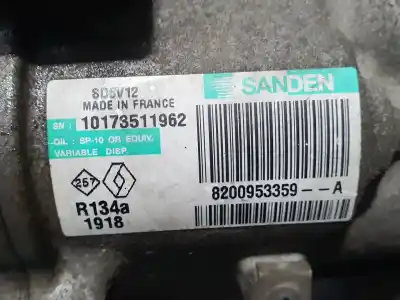 SD6V12
MADE IN FRANCE
SN : 10173511962
OIL : SP-10 OR EQUIV.
VARIABLE DISP.
SANDEN
257
R134a
1918
8200953359--A